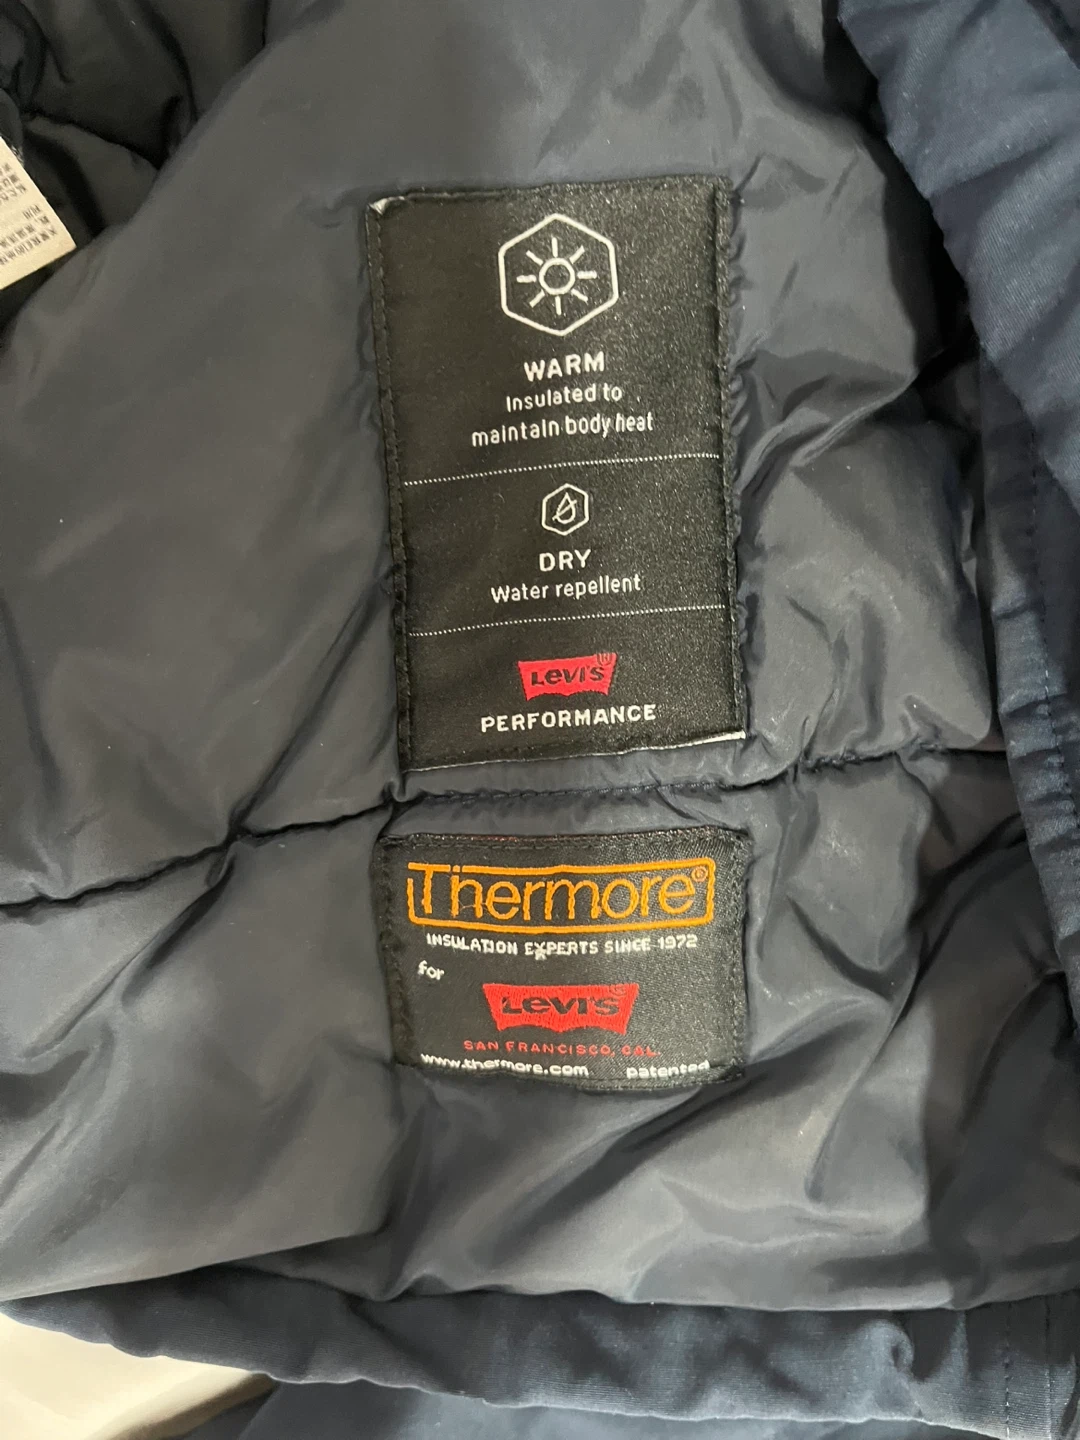 WARM
Insulated to
maintain body heat
DRY
Water repellent
Levi's®
PERFORMANCE
Thermore®
INSULATION EXPERTS SINCE 1972
for
Levi's®
SAN FRANCISCO, CAL.
www.thermore.com patented